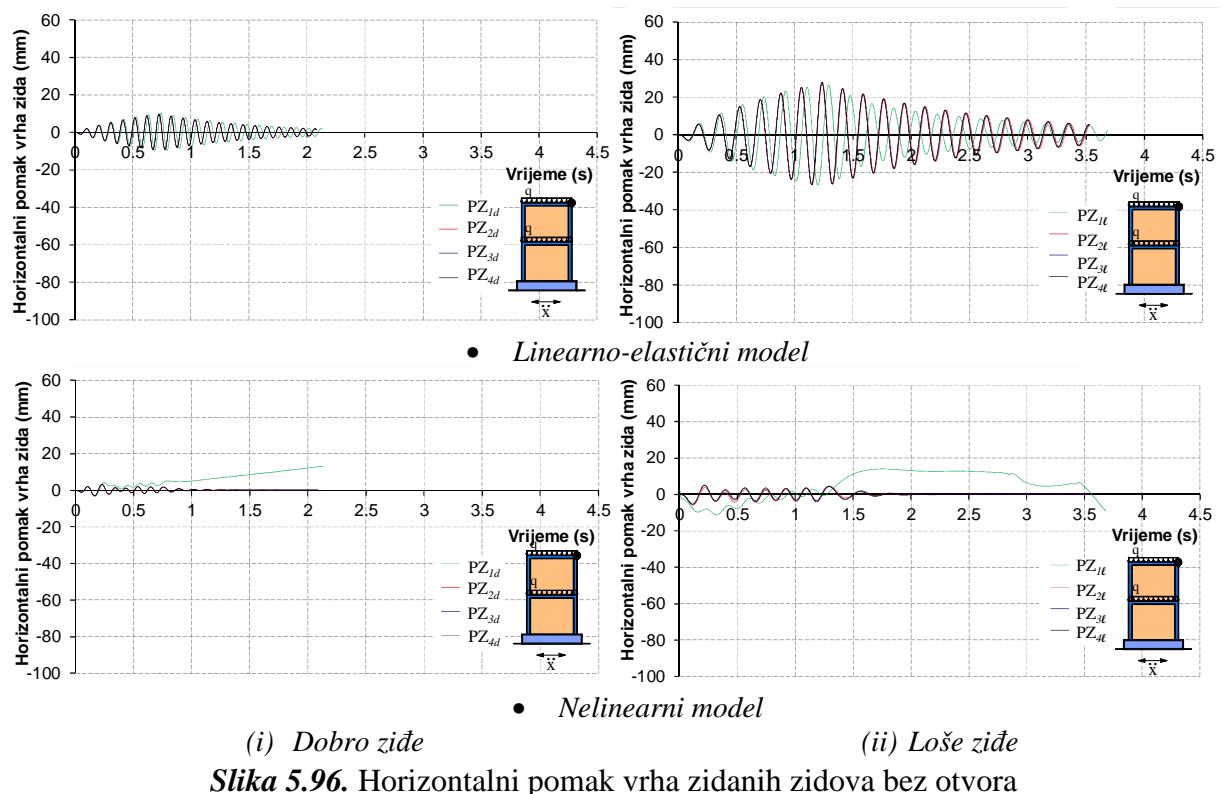 60
40
20
0
-20
-40
-60
-80
-100
0 0.5 1 1.5 2 2.5 3 3.5 4 4.5
Horizontalni pomak vrha zida (mm)
Vrijeme (s)
q
q
ẍ
PZ1d
PZ2d
PZ3d
PZ4d
60
40
20
0
-20
-40
-60
-80
-100
0 0.5 1 1.5 2 2.5 3 3.5 4 4.5
Horizontalni pomak vrha zida (mm)
Vrijeme (s)
q
q
ẍ
PZ1ℓ
PZ2ℓ
PZ3ℓ
PZ4ℓ
• Linearno-elastični model
60
40
20
0
-20
-40
-60
-80
-100
0 0.5 1 1.5 2 2.5 3 3.5 4 4.5
Horizontalni pomak vrha zida (mm)
Vrijeme (s)
q
q
ẍ
PZ1d
PZ2d
PZ3d
PZ4d
60
40
20
0
-20
-40
-60
-80
-100
0 0.5 1 1.5 2 2.5 3 3.5 4 4.5
Horizontalni pomak vrha zida (mm)
Vrijeme (s)
q
q
ẍ
PZ1ℓ
PZ2ℓ
PZ3ℓ
PZ4ℓ
• Nelinearni model
(i) Dobro ziđe
(ii) Loše ziđe
Slika 5.96. Horizontalni pomak vrha zidanih zidova bez otvora